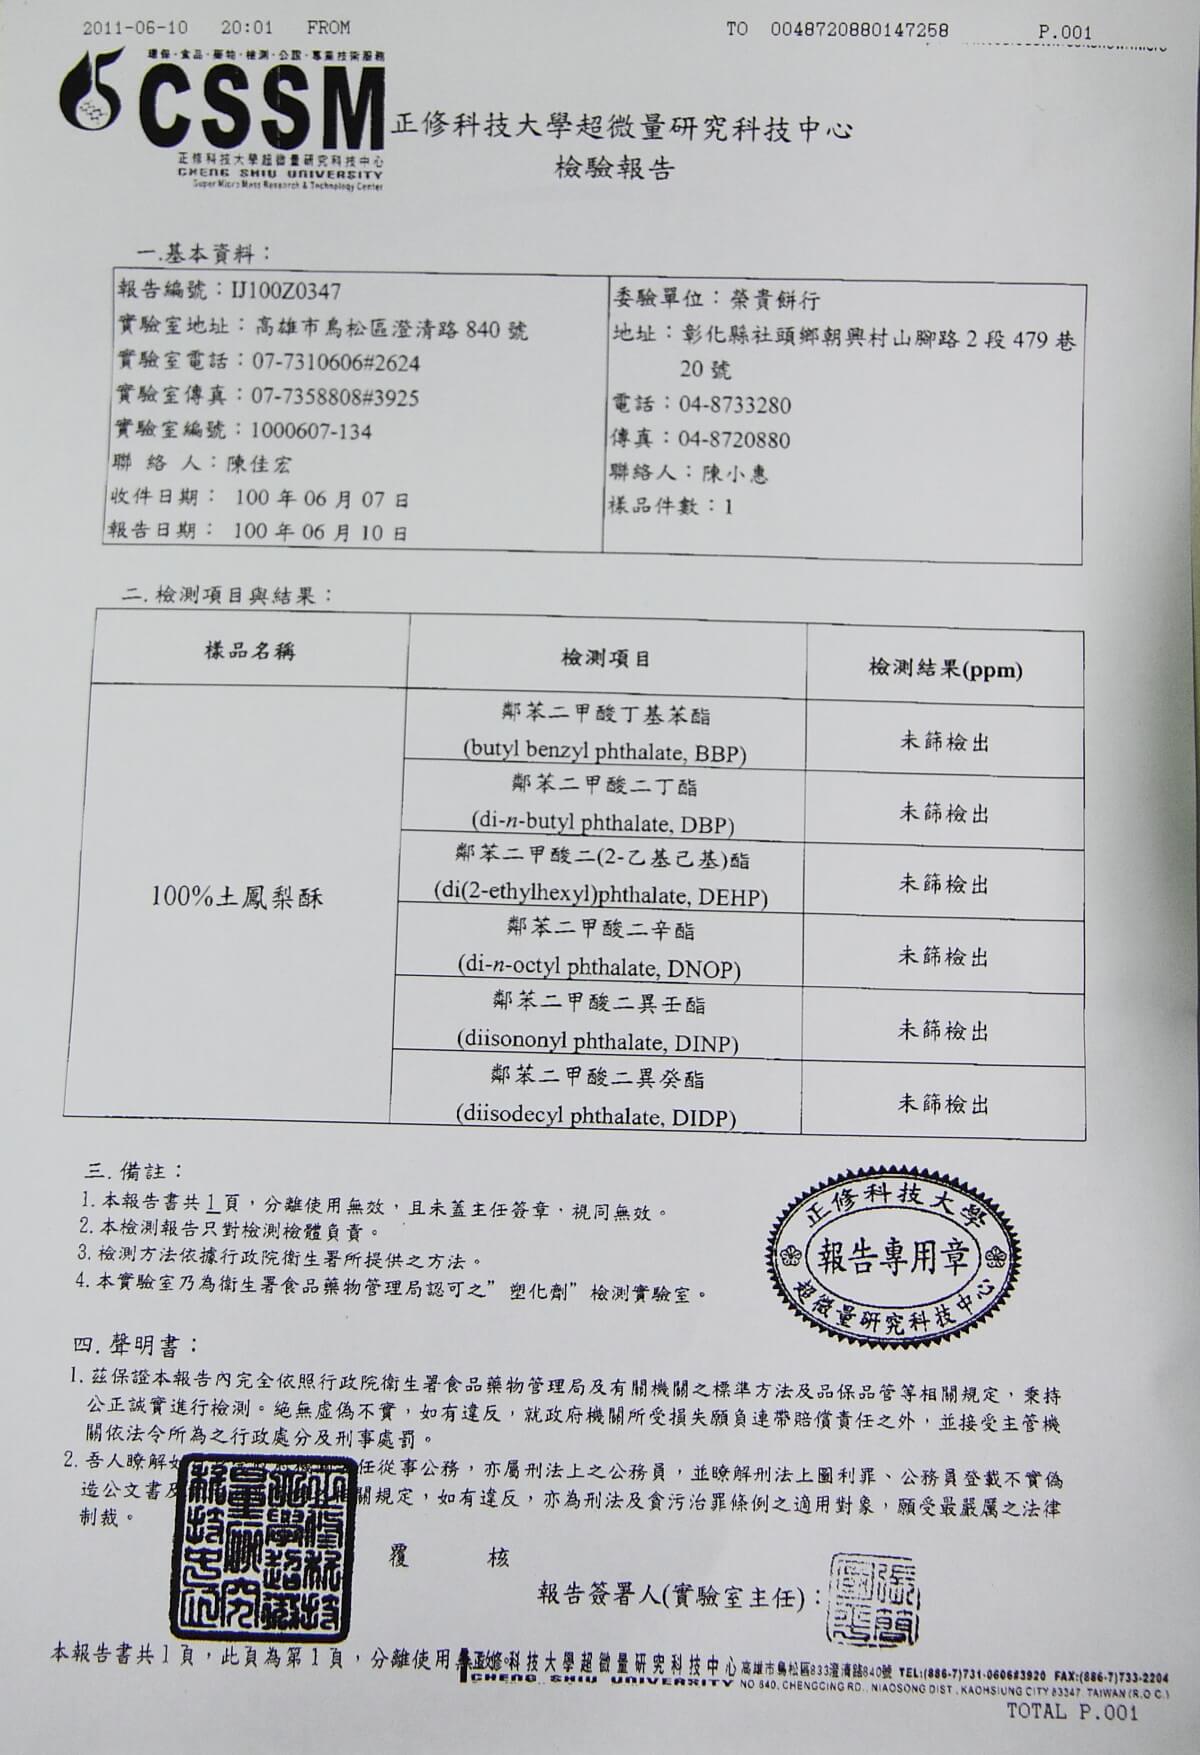 2011-06-10 20:01 FROM TO 0048720880147258 P.001
環保·食品·藥物·檢測·公證·專業技術服務
CSSM
正修科技大學超微量研究科技中心
CHENG SHIU UNIVERSITY
Super Micro Mass Research & Technology Center
正修科技大學超微量研究科技中心
檢驗報告
一.基本資料：
報告編號：IJ100Z0347
實驗室地址：高雄市鳥松區澄清路 840 號
實驗室電話：07-7310606#2624
實驗室傳真：07-7358808#3925
實驗室編號：1000607-134
聯 絡 人：陳佳宏
收件日期： 100 年 06 月 07 日
報告日期： 100 年 06 月 10 日
委驗單位：榮貴餅行
地址：彰化縣社頭鄉朝興村山腳路 2 段 479 巷
20 號
電話：04-8733280
傳真：04-8720880
聯絡人：陳小惠
樣品件數：1
二.檢測項目與結果：
樣品名稱 檢測項目 檢測結果(ppm)
100%土鳳梨酥
鄰苯二甲酸丁基苯酯
(butyl benzyl phthalate, BBP) 未篩檢出
鄰苯二甲酸二丁酯
(di-n-butyl phthalate, DBP) 未篩檢出
鄰苯二甲酸二(2-乙基己基)酯
(di(2-ethylhexyl)phthalate, DEHP) 未篩檢出
鄰苯二甲酸二辛酯
(di-n-octyl phthalate, DNOP) 未篩檢出
鄰苯二甲酸二異壬酯
(diisononyl phthalate, DINP) 未篩檢出
鄰苯二甲酸二異癸酯
(diisodecyl phthalate, DIDP) 未篩檢出
三.備註：
1.本報告書共 1 頁，分離使用無效，且未蓋主任簽章，視同無效。
2.本檢測報告只對檢測檢體負責。
3.檢測方法依據行政院衛生署所提供之方法。
4.本實驗室乃為衛生署食品藥物管理局認可之”塑化劑”檢測實驗室。
正修科技大學
報告專用章
超微量研究科技中心
四.聲明書：
1.茲保證本報告內完全依照行政院衛生署食品藥物管理局及有關機關之標準方法及品保品管等相關規定，秉持
公正誠實進行檢測。絕無虛偽不實，如有違反，就政府機關所受損失願負連帶賠償責任之外，並接受主管機
關依法令所為之行政處分及刑事處罰。
2.吾人瞭解如 任從事公務，亦屬刑法上之公務員，並瞭解刑法上圖利罪、公務員登載不實偽
造公文書及 關規定，如有違反，亦為刑法及貪污治罪條例之適用對象，願受最嚴厲之法律
制裁。
正修科技大學超微量研究科技中心
覆 核
報告簽署人(實驗室主任)：
本報告書共 1 頁，此頁為第 1 頁，分離使用
正修科技大學超微量研究科技中心 高雄市鳥松區833澄清路840號 TEL:(886-7)731-0606#3920 FAX:(886-7)733-2204
CHENG SHIU UNIVERSITY NO 840, CHENGCING RD., NIAOSONG DIST., KAOHSIUNG CITY 83347, TAIWAN (R.O.C.)
TOTAL P.001